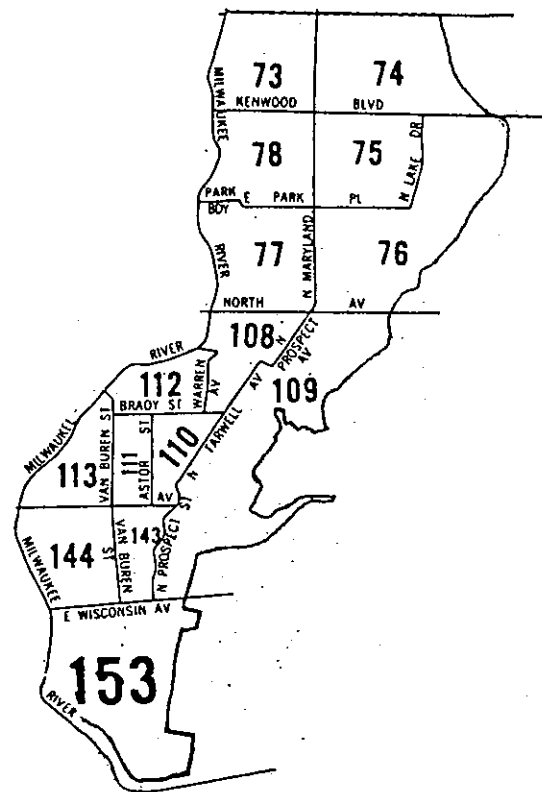 73
74
MILWAUKEE
KENWOOD BLVD
78
75
N LAKE DR
PARK
BOY
E PARK PL
RIVER
77
N MARYLAND
76
NORTH AV
108
N PROSPECT AV
RIVER
112
WARREN AV
109
BRADY ST
N FARWELL AV
MILWAUKEE
113
VAN BUREN ST
111
ASTOR ST
110
AV
144
MILWAUKEE
VAN BUREN ST
143
N PROSPECT ST
E WISCONSIN AV
153
RIVER